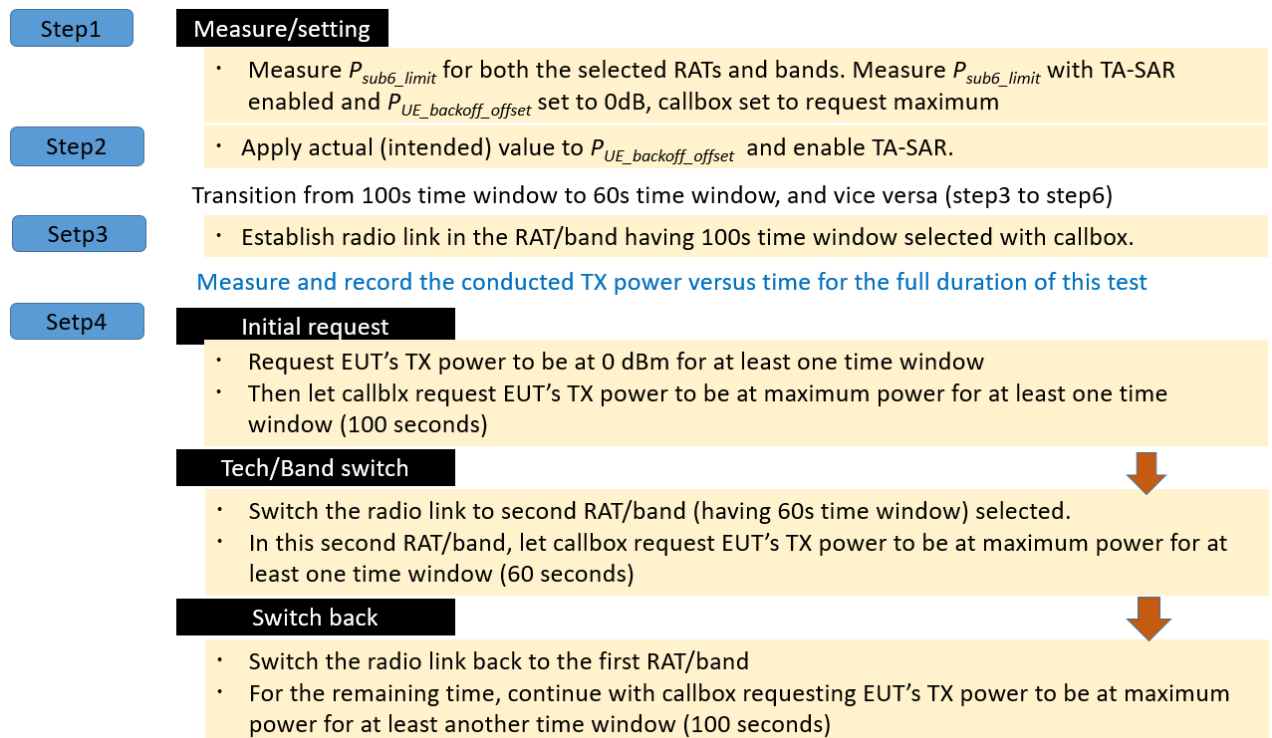 Step1
Measure/setting
· Measure P_sub6_limit for both the selected RATs and bands. Measure P_sub6_limit with TA-SAR
enabled and P_UE_backoff_offset set to 0dB, callbox set to request maximum
Step2
· Apply actual (intended) value to P_UE_backoff_offset and enable TA-SAR.
Transition from 100s time window to 60s time window, and vice versa (step3 to step6)
Setp3
· Establish radio link in the RAT/band having 100s time window selected with callbox.
Measure and record the conducted TX power versus time for the full duration of this test
Setp4
Initial request
· Request EUT’s TX power to be at 0 dBm for at least one time window
· Then let callblx request EUT’s TX power to be at maximum power for at least one time
window (100 seconds)
Tech/Band switch
· Switch the radio link to second RAT/band (having 60s time window) selected.
· In this second RAT/band, let callbox request EUT’s TX power to be at maximum power for at
least one time window (60 seconds)
Switch back
· Switch the radio link back to the first RAT/band
· For the remaining time, continue with callbox requesting EUT’s TX power to be at maximum
power for at least another time window (100 seconds)